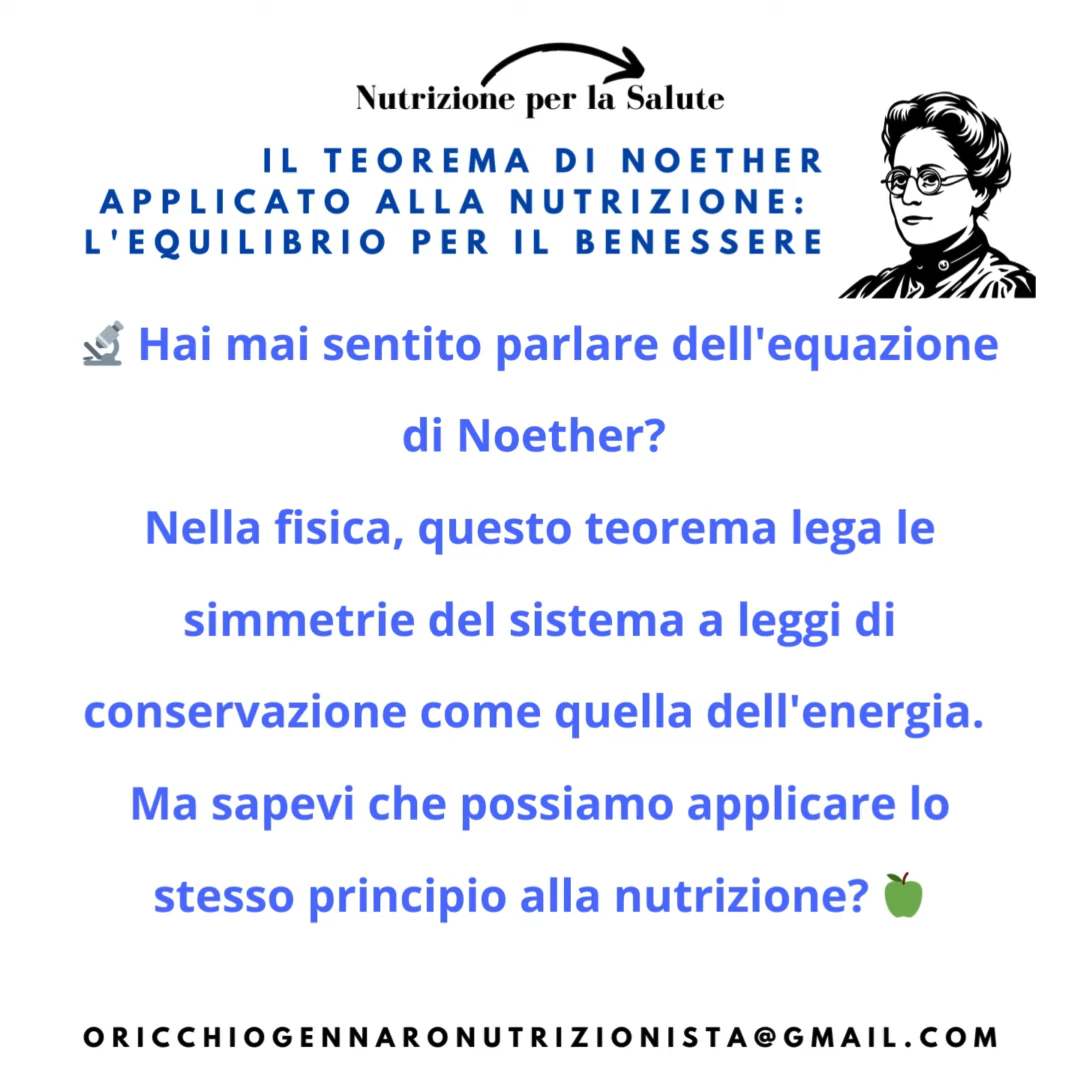 Nutrizione per la Salute
IL TEOREMA DI NOETHER
APPLICATO ALLA NUTRIZIONE:
L'EQUILIBRIO PER IL BENESSERE
🔬 Hai mai sentito parlare dell'equazione
di Noether?
Nella fisica, questo teorema lega le
simmetrie del sistema a leggi di
conservazione come quella dell'energia.
Ma sapevi che possiamo applicare lo
stesso principio alla nutrizione? 🍏
ORICCHIOGENNARONUTRIZIONISTA@GMAIL.COM